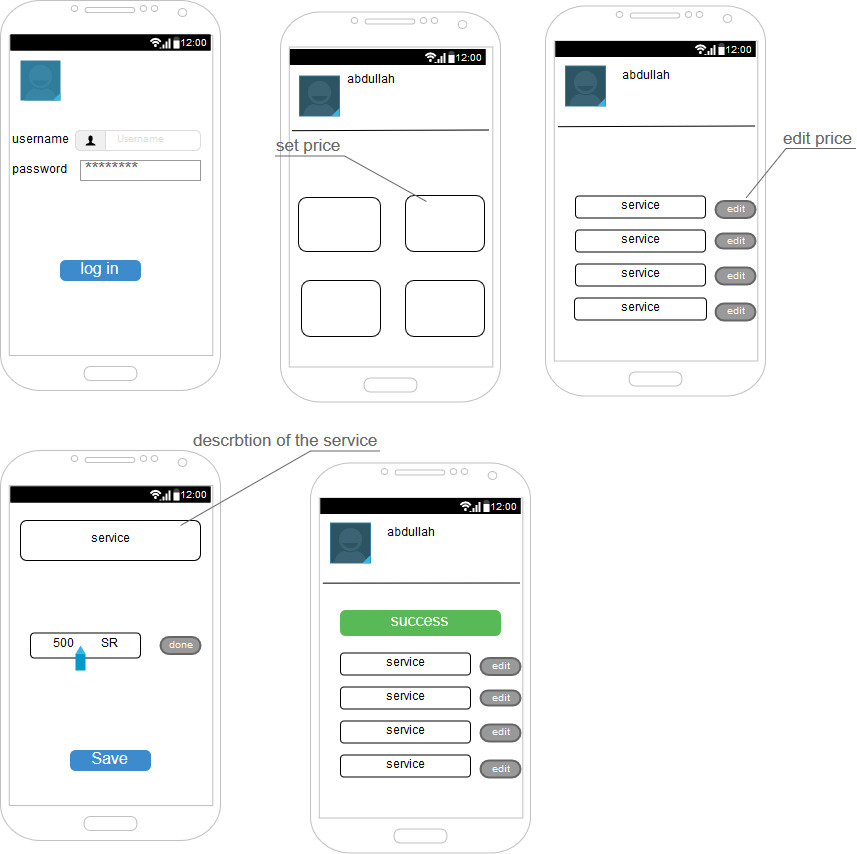 12:00
username
Username
password
********
log in
12:00
abdullah
set price
12:00
abdullah
edit price
service
edit
service
edit
service
edit
service
edit
descrbtion of the service
12:00
service
500 SR
done
Save
12:00
abdullah
success
service
edit
service
edit
service
edit
service
edit